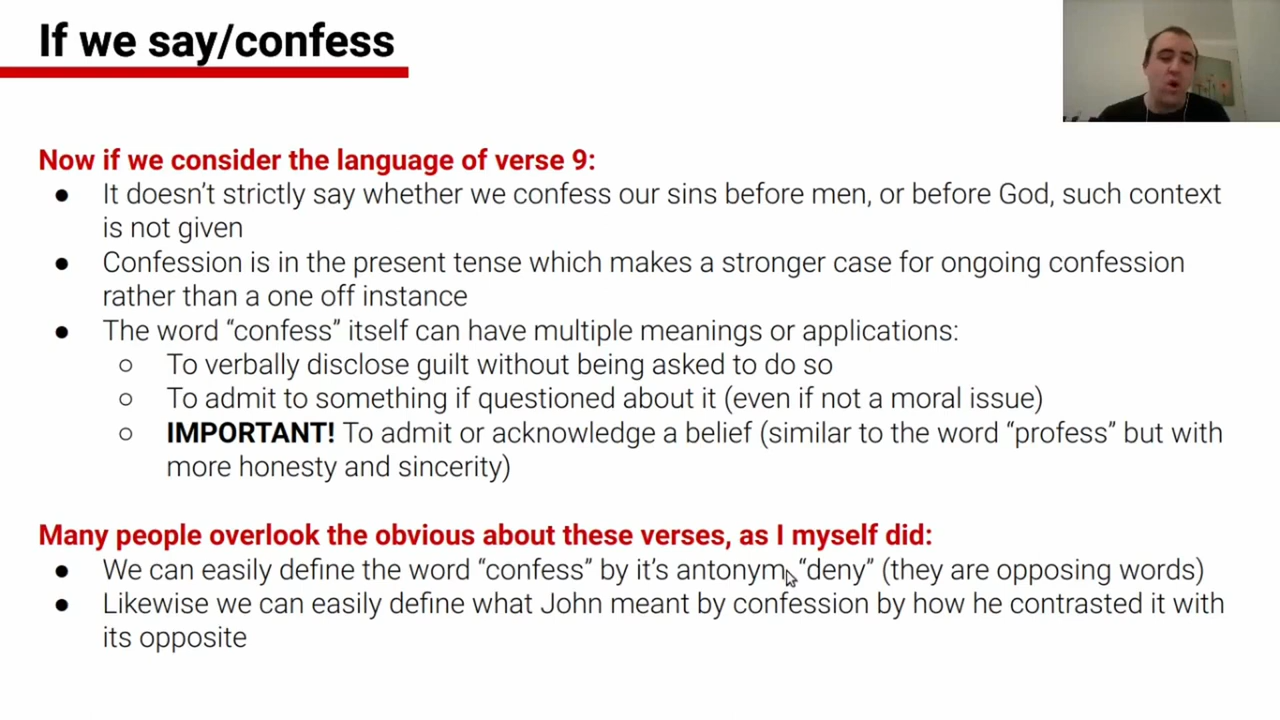 If we say/confess
Now if we consider the language of verse 9:
● It doesn’t strictly say whether we confess our sins before men, or before God, such context
is not given
● Confession is in the present tense which makes a stronger case for ongoing confession
rather than a one off instance
● The word “confess” itself can have multiple meanings or applications:
○ To verbally disclose guilt without being asked to do so
○ To admit to something if questioned about it (even if not a moral issue)
○ IMPORTANT! To admit or acknowledge a belief (similar to the word “profess” but with
more honesty and sincerity)
Many people overlook the obvious about these verses, as I myself did:
● We can easily define the word “confess” by it’s antonym, “deny” (they are opposing words)
● Likewise we can easily define what John meant by confession by how he contrasted it with
its opposite